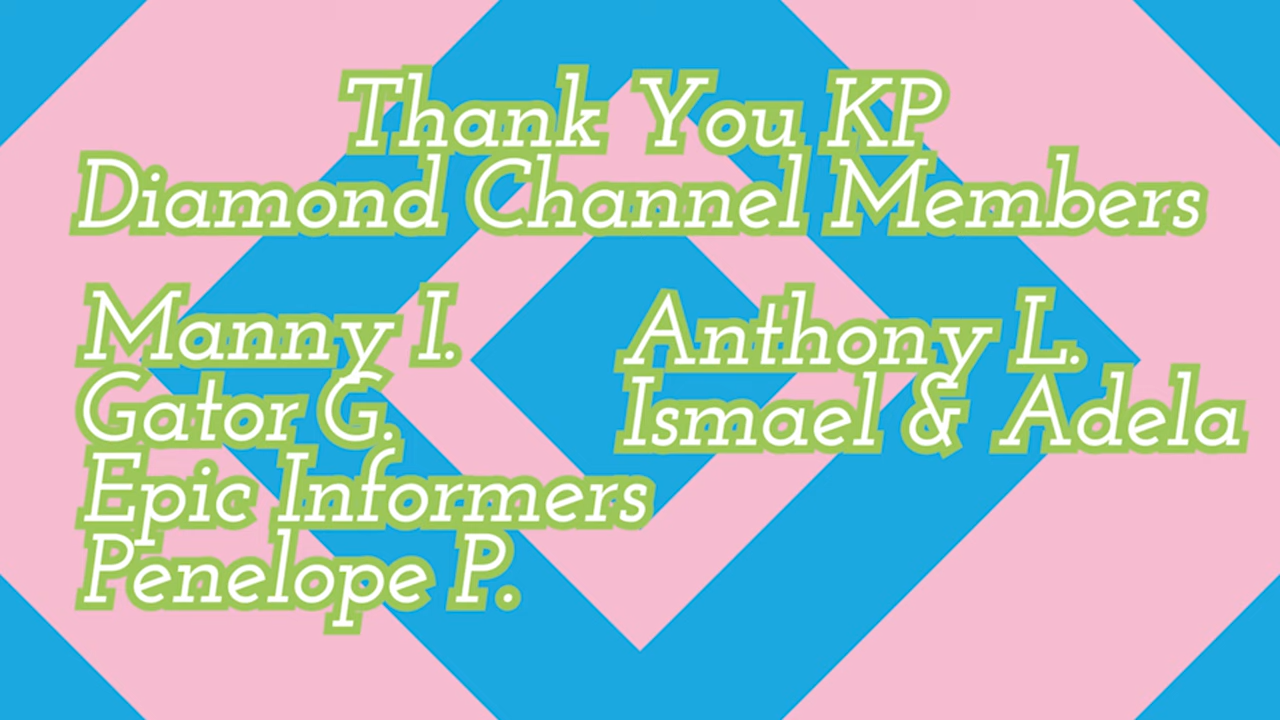 Thank You KP
Diamond Channel Members
Manny I.
Gator G.
Epic Informers
Penelope P.
Anthony L.
Ismael & Adela